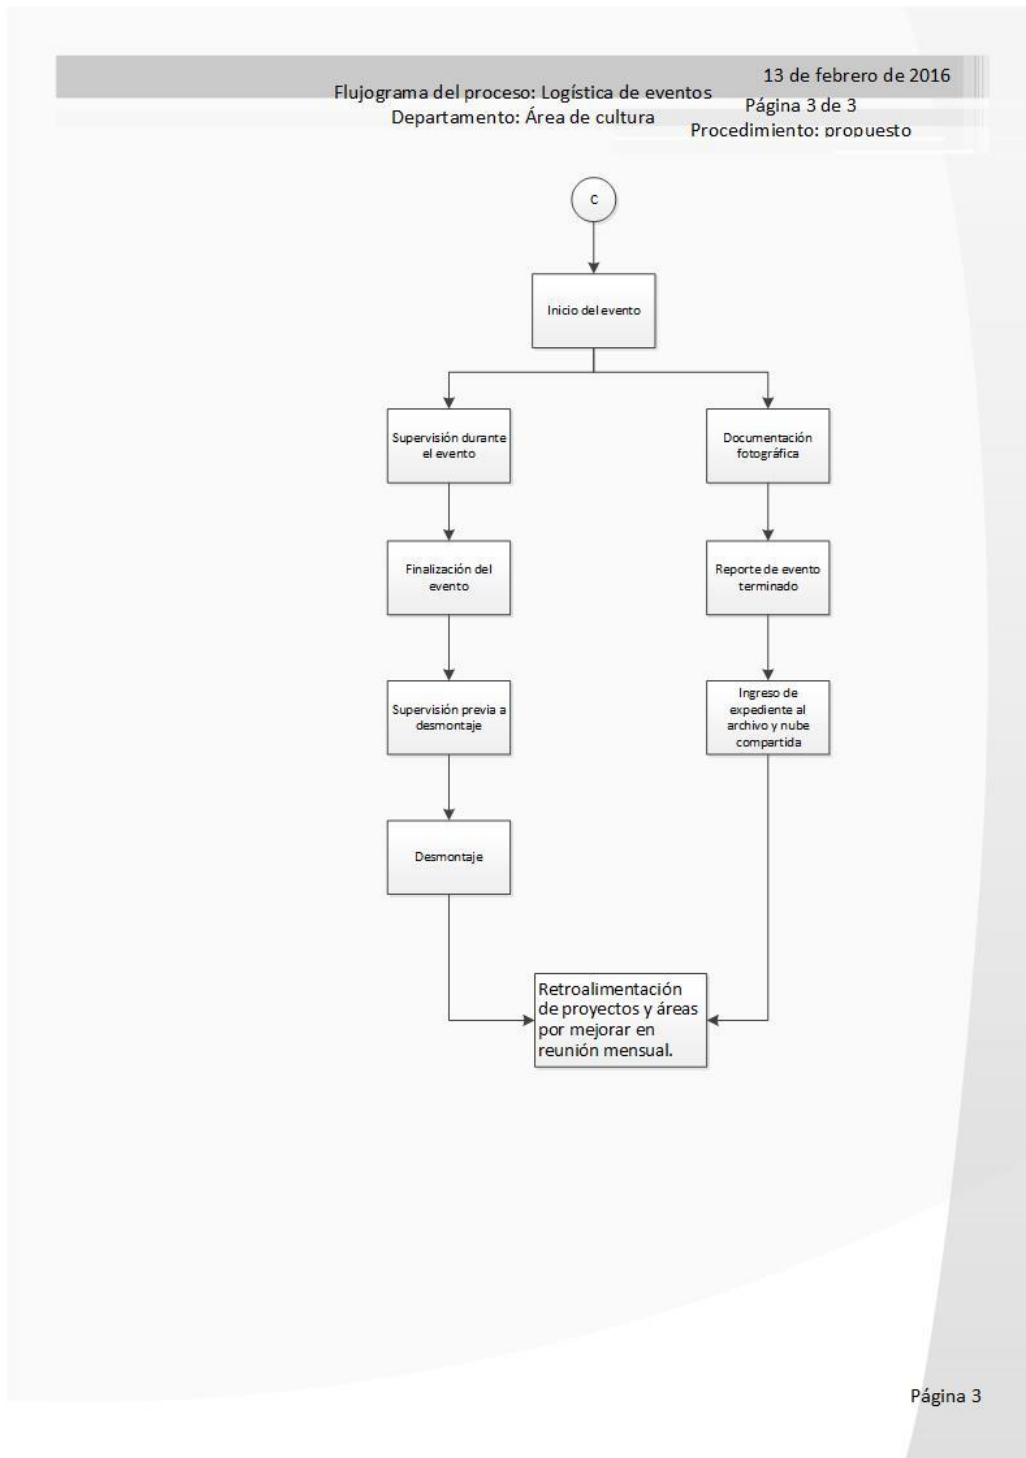 13 de febrero de 2016
Flujograma del proceso: Logística de eventos
Página 3 de 3
Departamento: Área de cultura
Procedimiento: propuesto
C
Inicio del evento
Supervisión durante
el evento
Documentación
fotográfica
Finalización del
evento
Reporte de evento
terminado
Supervisión previa a
desmontaje
Ingreso de
expediente al
archivo y nube
compartida
Desmontaje
Retroalimentación
de proyectos y áreas
por mejorar en
reunión mensual.
Página 3